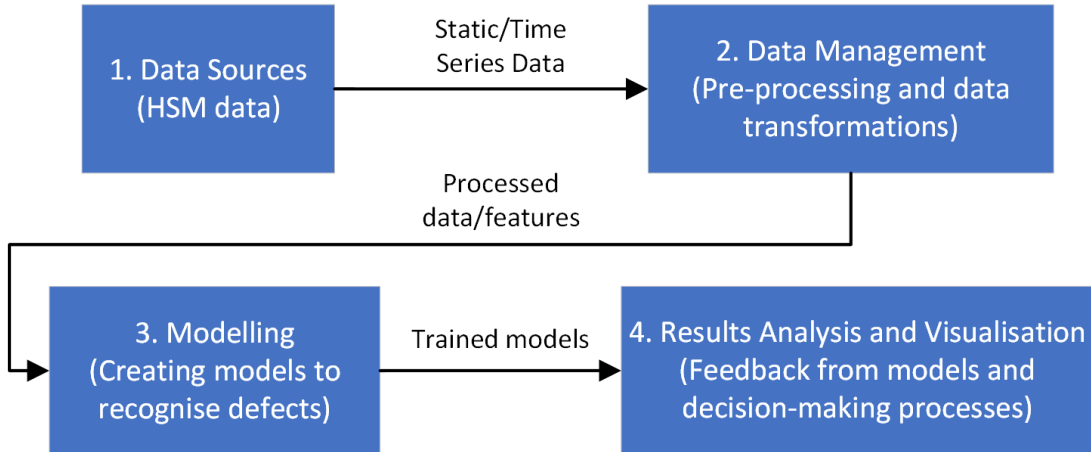 1. Data Sources
(HSM data)
Static/Time
Series Data
2. Data Management
(Pre-processing and data
transformations)
Processed
data/features
3. Modelling
(Creating models to
recognise defects)
Trained models
4. Results Analysis and Visualisation
(Feedback from models and
decision-making processes)